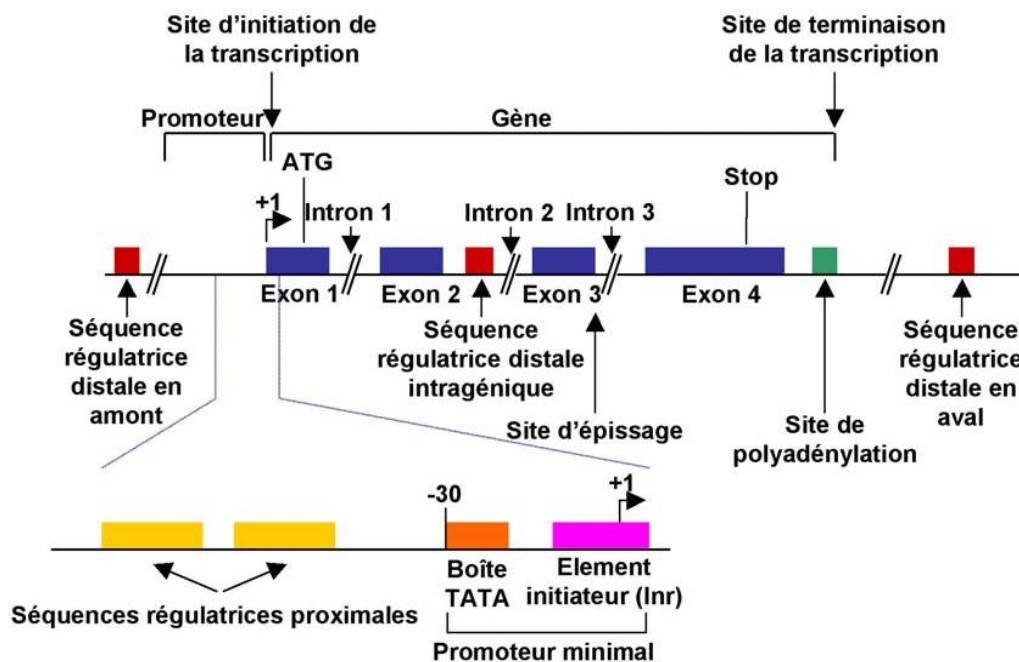 Site d'initiation de
la transcription
Site de terminaison
de la transcription
Promoteur
Gène
ATG
Stop
+1
Intron 1
Intron 2
Intron 3
Exon 1
Exon 2
Exon 3
Exon 4
Séquence
régulatrice
distale en
amont
Séquence
régulatrice distale
intragénique
Site d'épissage
Site de
polyadénylation
Séquence
régulatrice
distale en
aval
-30
+1
Boîte
TATA
Element
initiateur (Inr)
Séquences régulatrices proximales
Promoteur minimal